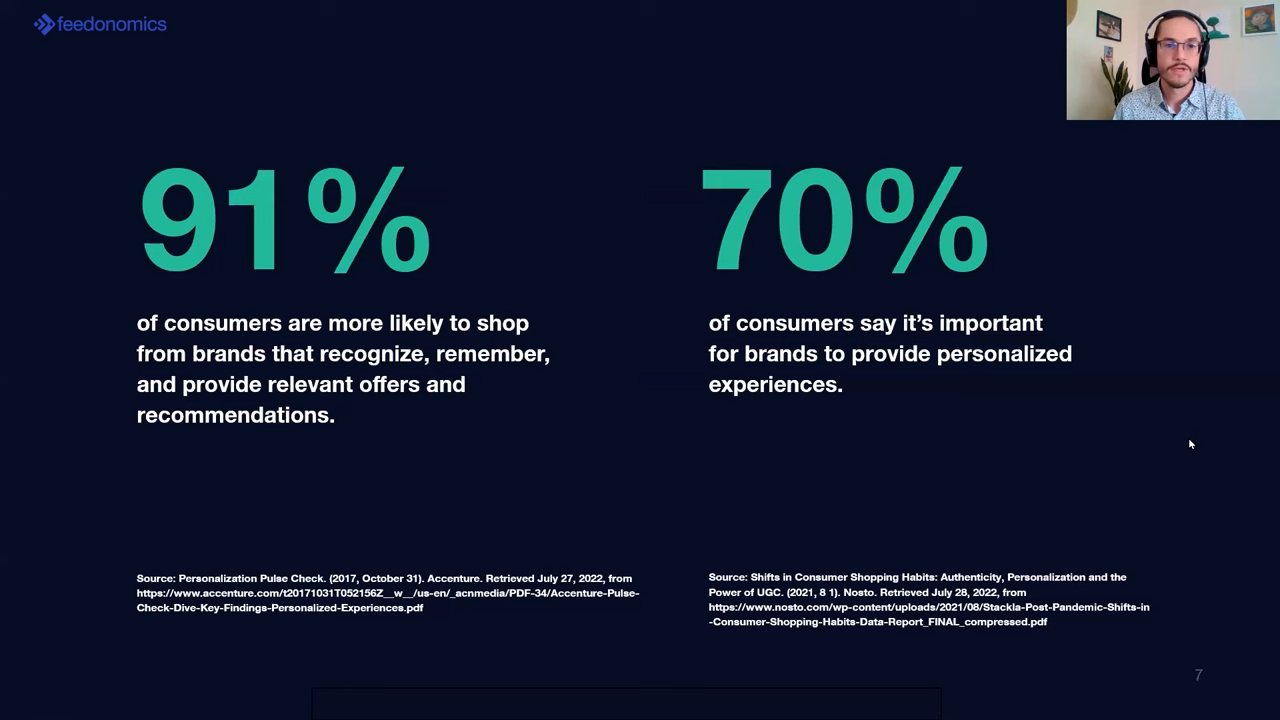 feedonomics
91%
of consumers are more likely to shop
from brands that recognize, remember,
and provide relevant offers and
recommendations.
Source: Personalization Pulse Check. (2017, October 31). Accenture. Retrieved July 27, 2022, from
https://www.accenture.com/t20171031T052156Z__w__/us-en/_acnmedia/PDF-34/Accenture-Pulse-
Check-Dive-Key-Findings-Personalized-Experiences.pdf
70%
of consumers say it’s important
for brands to provide personalized
experiences.
Source: Shifts in Consumer Shopping Habits: Authenticity, Personalization and the
Power of UGC. (2021, 8 1). Nosto. Retrieved July 28, 2022, from
https://www.nosto.com/wp-content/uploads/2021/08/Stackla-Post-Pandemic-Shifts-in
-Consumer-Shopping-Habits-Data-Report_FINAL_compressed.pdf
7